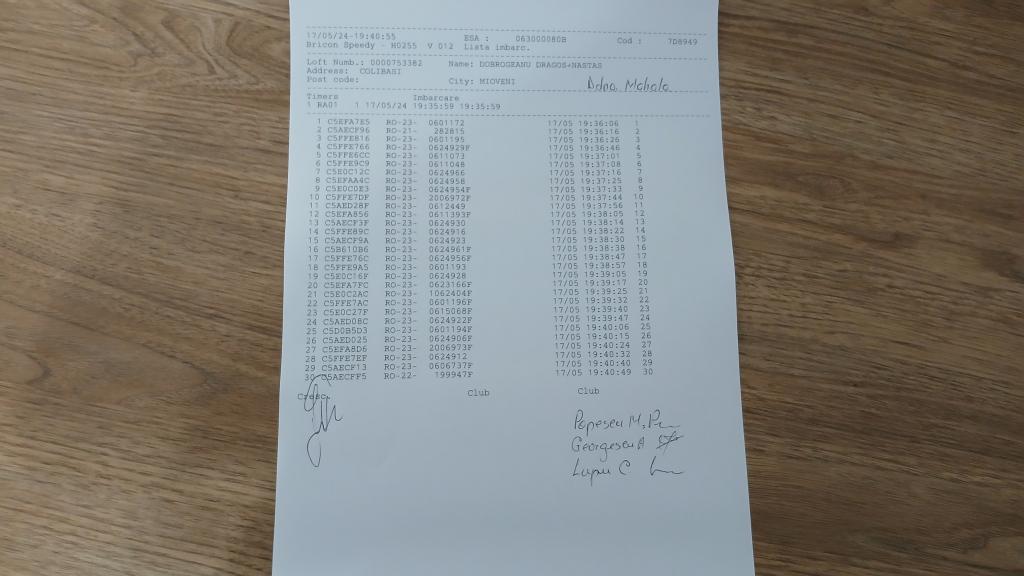 17/05/24-19:40:55 ESA : 063000080B Cod : 7D8949
Bricon Speedy - H0255 V 012 Lista imbarc.
Loft Numb.: 0000753382 Name: DOBROGEANU DRAGOS+NASTAS
Address: COLIBASI
Post code: City: MIOVENI
Timers Imbarcare
1 BA01 1 17/05/24 19:35:59 19:35:59
1 C5EFA7E5 RO-23- 0601172 17/05 19:36:06 1
2 C5AECF96 RO-21- 282815 17/05 19:36:16 2
3 C5FFE816 RO-23- 0601195 17/05 19:36:26 3
4 C5FFE766 RO-23- 0624929F 17/05 19:36:46 4
5 C5FFE6CC RO-23- 0611073 17/05 19:37:01 5
6 C5FFE9C9 RO-23- 0611048 17/05 19:37:08 6
7 C5E0C12C RO-23- 0624966 17/05 19:37:16 7
8 C5EFAA4C RO-23- 0624958 17/05 19:37:25 8
9 C5E0C0E3 RO-23- 0624954F 17/05 19:37:33 9
10 C5FFE7DF RO-23- 2006972F 17/05 19:37:44 10
11 C5AED28F RO-23- 0612449 17/05 19:37:56 11
12 C5EFA856 RO-23- 0611393F 17/05 19:38:05 12
13 C5AECF3F RO-23- 0624930 17/05 19:38:14 13
14 C5FFE89C RO-23- 0624916 17/05 19:38:22 14
15 C5AECF9A RO-23- 0624923 17/05 19:38:30 15
16 C5B610B6 RO-23- 0624961F 17/05 19:38:38 16
17 C5FFE76C RO-23- 0624956F 17/05 19:38:47 17
18 C5FFE9A5 RO-23- 0601193 17/05 19:38:57 18
19 C5E0C16F RO-23- 0624928 17/05 19:39:05 19
20 C5EFA7FC RO-23- 0623166F 17/05 19:39:17 20
21 C5E0C2AC RO-23- 1062404F 17/05 19:39:25 21
22 C5FFE7AC RO-23- 0601196F 17/05 19:39:32 22
23 C5E0C27F RO-23- 0615068F 17/05 19:39:40 23
24 C5AED08C RO-23- 0624922F 17/05 19:39:47 24
25 C5D0B5D3 RO-23- 0601194F 17/05 19:40:06 25
26 C5AED025 RO-23- 0624906F 17/05 19:40:15 26
27 C5EFA8D6 RO-23- 2006973F 17/05 19:40:24 27
28 C5FFE7EF RO-23- 0624912 17/05 19:40:32 28
29 C5AECF13 RO-23- 0606737F 17/05 19:40:40 29
30 C5AECFF5 RO-22- 199947F 17/05 19:40:49 30
Cresc. Club Club
Popescu M.
Georgescu A
Lupu C